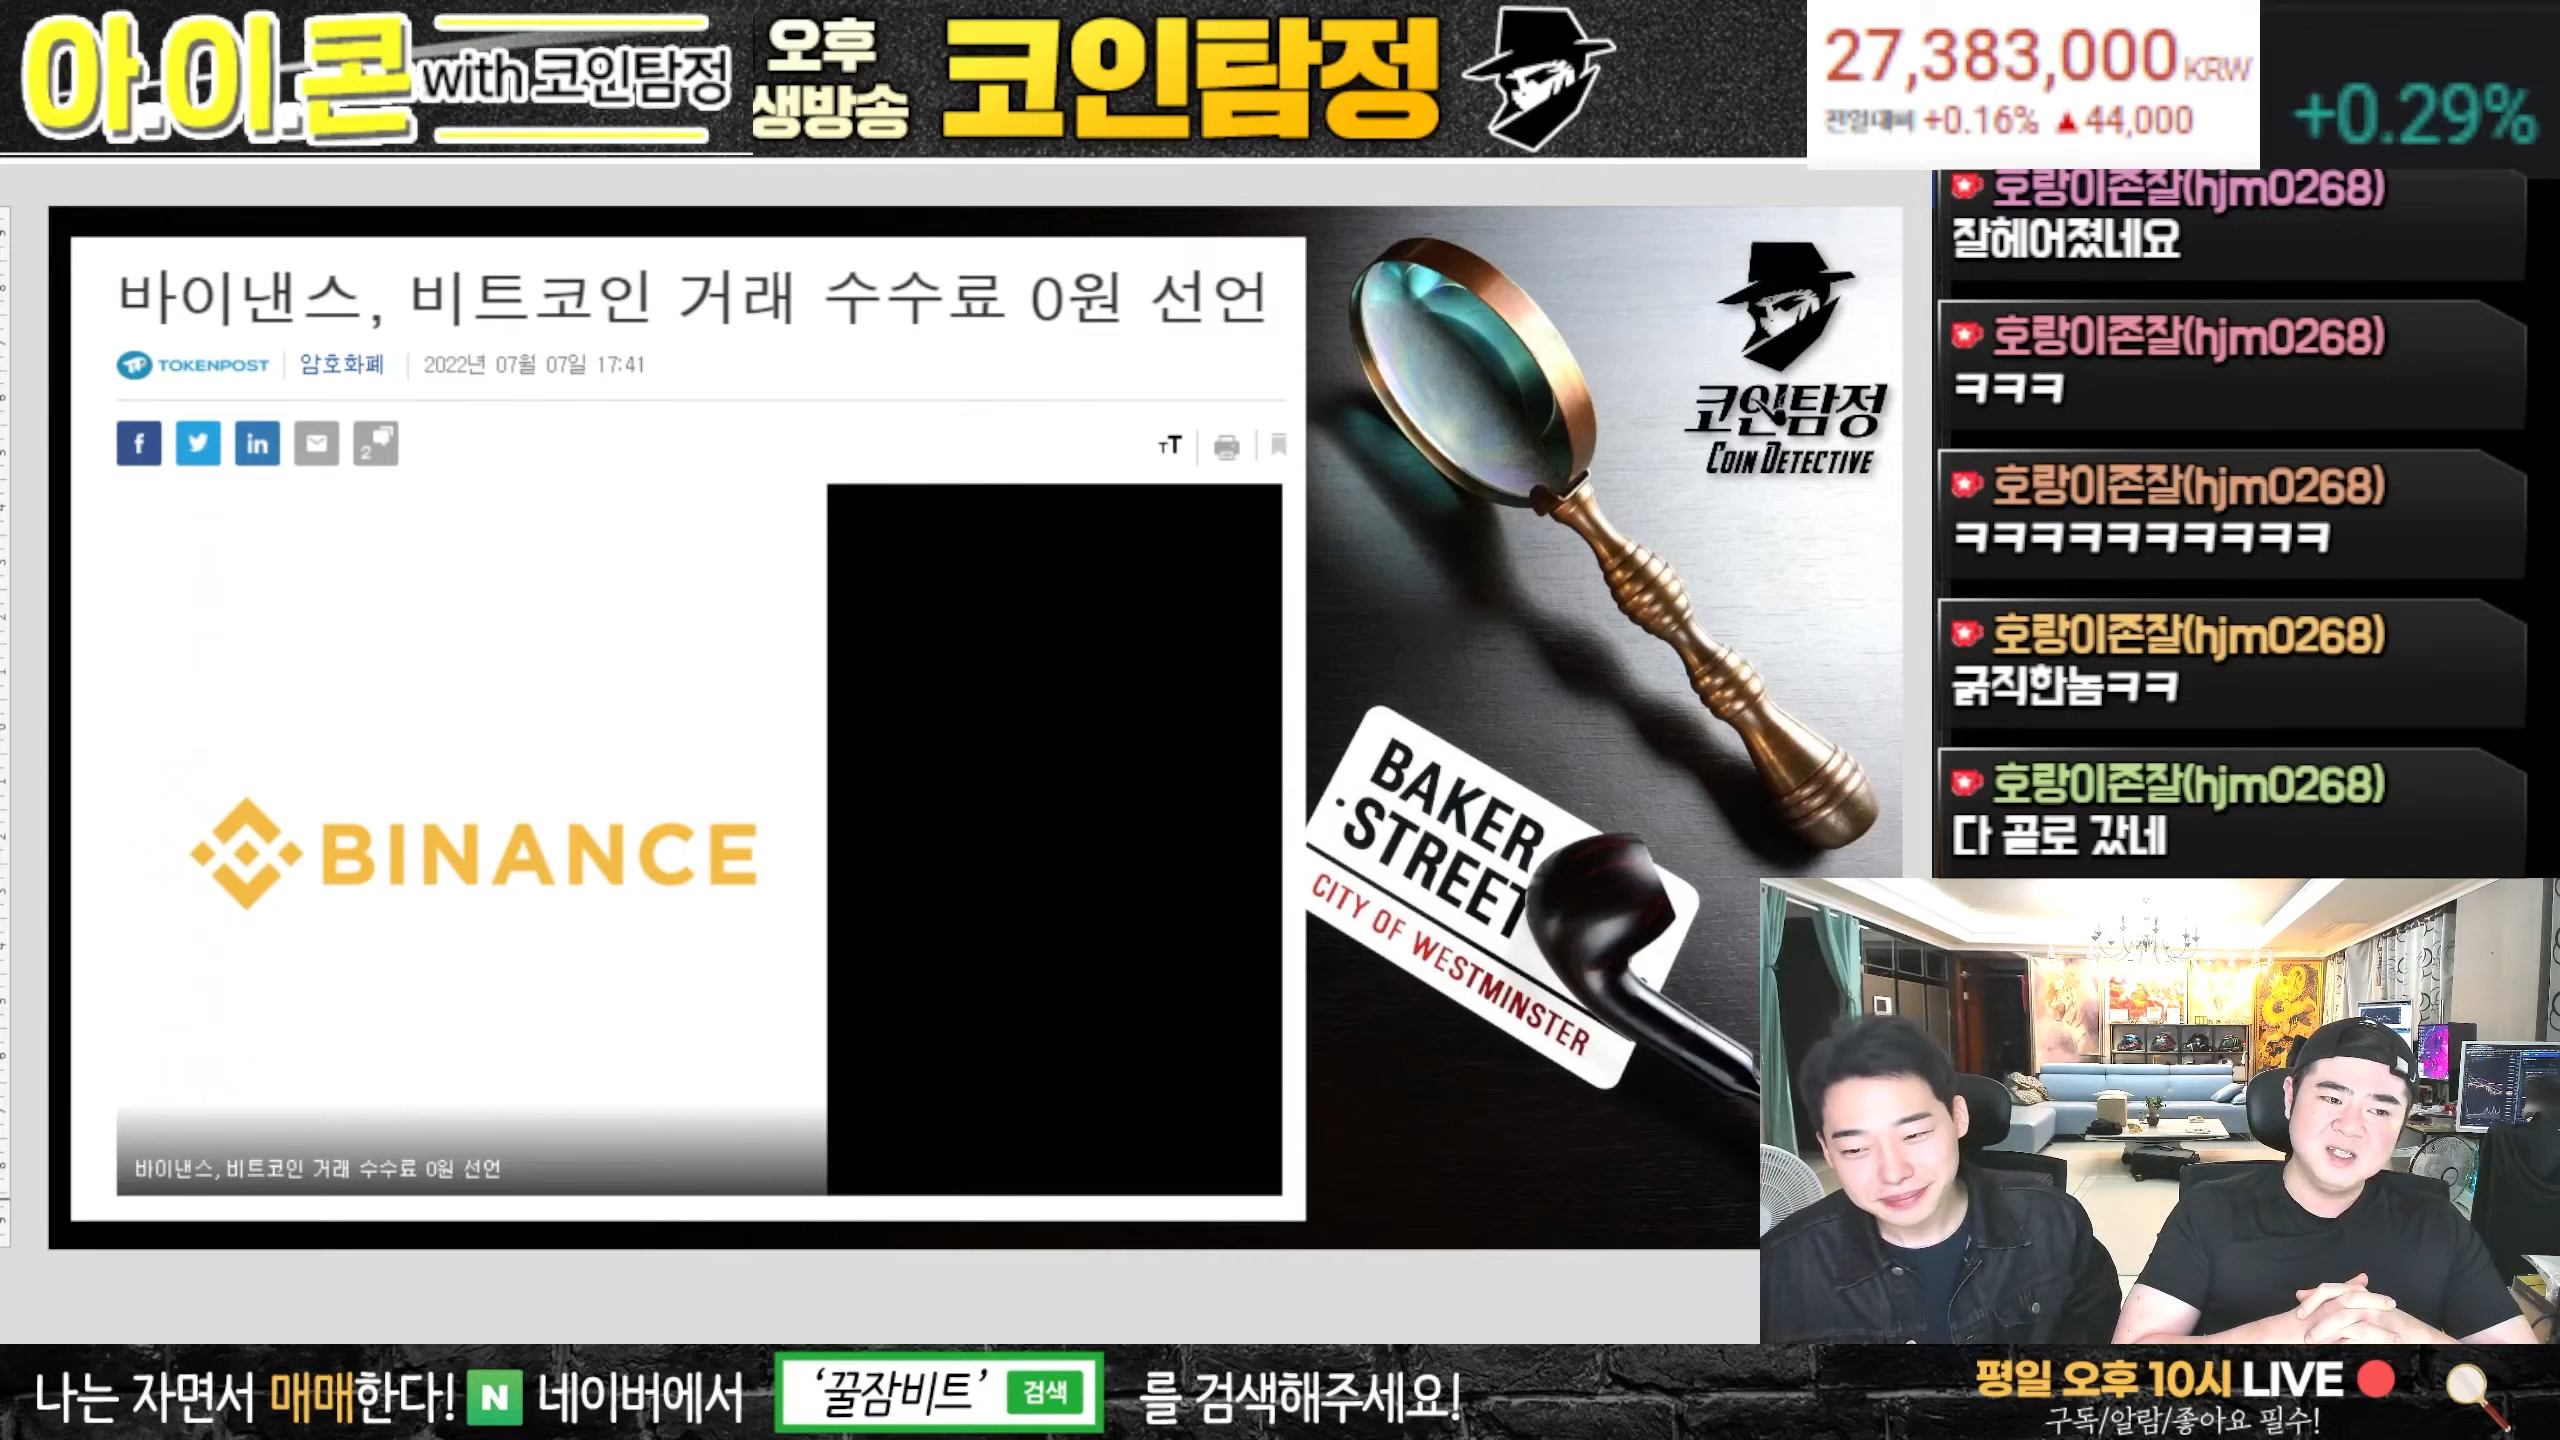 아이콘 with 코인탐정
오후
생방송
코인탐정
27,383,000 KRW
전일대비 +0.16% ▲44,000
+0.29%
바이낸스, 비트코인 거래 수수료 0원 선언
TOKENPOST 암호화폐 2022년 07월 07일 17:41
f in 2 TT
BINANCE
바이낸스, 비트코인 거래 수수료 0원 선언
코인탐정
COIN DETECTIVE
BAKER
STREET
CITY OF WESTMINSTER
호랑이존잘(hjm0268)
잘헤어졌네요
호랑이존잘(hjm0268)
ㅋㅋㅋ
호랑이존잘(hjm0268)
ㅋㅋㅋㅋㅋㅋㅋㅋㅋㅋ
호랑이존잘(hjm0268)
굵직한놈ㅋㅋ
호랑이존잘(hjm0268)
다 골로 갔네
나는 자면서 매매한다! N 네이버에서 ‘꿀잠비트’ 검색 를 검색해주세요!
평일 오후 10시 LIVE
구독/알람/좋아요 필수!